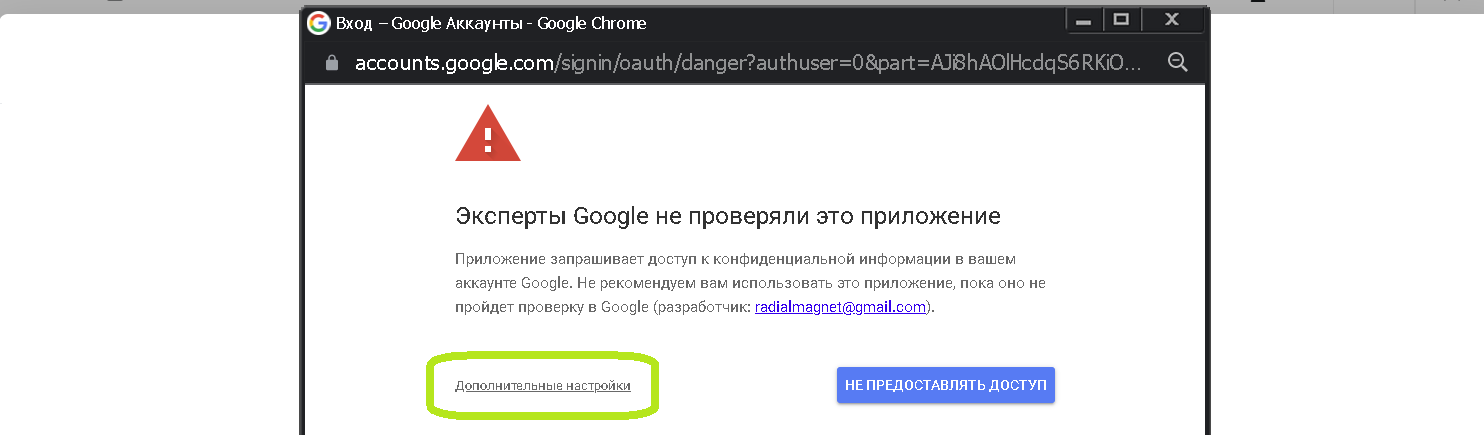 Вход – Google Аккаунты - Google Chrome
accounts.google.com/signin/oauth/danger?authuser=0&part=AJi8hAOlHcdqS6RKiO...
Эксперты Google не проверяли это приложение
Приложение запрашивает доступ к конфиденциальной информации в вашем
аккаунте Google. Не рекомендуем вам использовать это приложение, пока оно не
пройдет проверку в Google (разработчик: radialmagnet@gmail.com).
Дополнительные настройки
НЕ ПРЕДОСТАВЛЯТЬ ДОСТУП